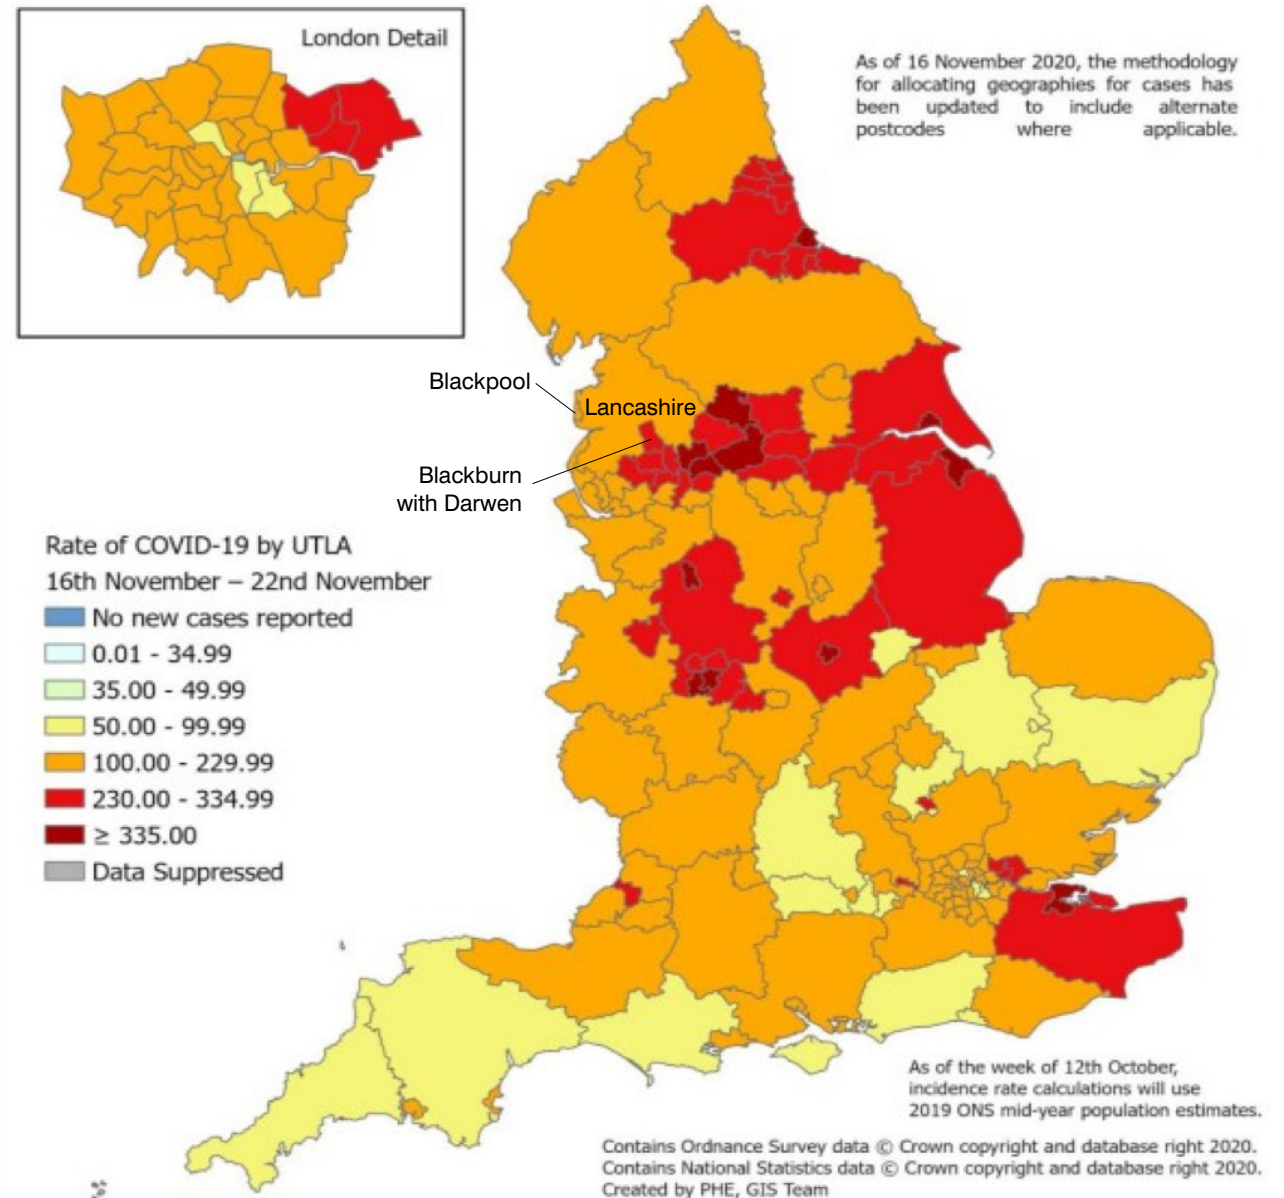 London Detail
As of 16 November 2020, the methodology
for allocating geographies for cases has
been updated to include alternate
postcodes where applicable.
Blackpool
Lancashire
Blackburn
with Darwen
Rate of COVID-19 by UTLA
16th November – 22nd November
No new cases reported
0.01 - 34.99
35.00 - 49.99
50.00 - 99.99
100.00 - 229.99
230.00 - 334.99
≥ 335.00
Data Suppressed
As of the week of 12th October,
incidence rate calculations will use
2019 ONS mid-year population estimates.
Contains Ordnance Survey data © Crown copyright and database right 2020.
Contains National Statistics data © Crown copyright and database right 2020.
Created by PHE, GIS Team